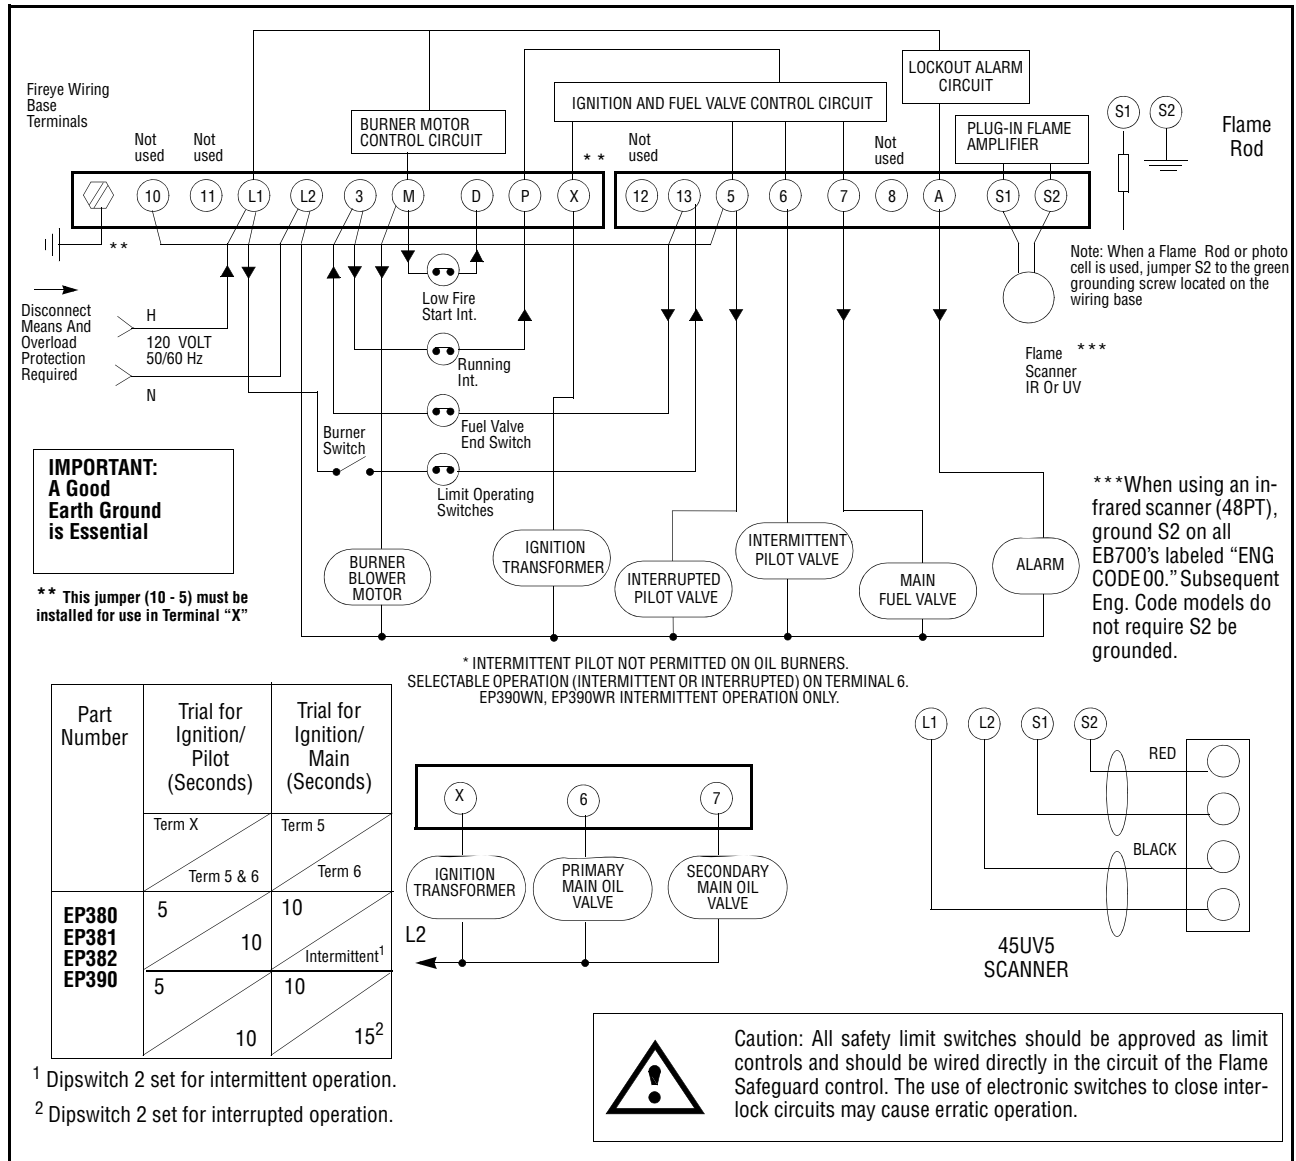 Fireye Wiring
Base
Terminals
LOCKOUT ALARM
CIRCUIT
IGNITION AND FUEL VALVE CONTROL CIRCUIT
BURNER MOTOR
CONTROL CIRCUIT
PLUG-IN FLAME
AMPLIFIER
S1
S2
Flame
Rod
Not
used
Not
used
* *
Not
used
Not
used
10
11
L1
L2
3
M
D
P
X
12
13
5
6
7
8
A
S1
S2
* *
Note: When a Flame Rod or photo
cell is used, jumper S2 to the green
grounding screw located on the
wiring base
Disconnect
Means And
Overload
Protection
Required
H
120 VOLT
50/60 Hz
N
Low Fire
Start Int.
Running
Int.
Fuel Valve
End Switch
Burner
Switch
Limit Operating
Switches
Flame ***
Scanner
IR Or UV
IMPORTANT:
A Good
Earth Ground
is Essential
** This jumper (10 - 5) must be
installed for use in Terminal “X”
BURNER
BLOWER
MOTOR
IGNITION
TRANSFORMER
INTERRUPTED
PILOT VALVE
INTERMITTENT
PILOT VALVE
MAIN
FUEL VALVE
ALARM
***When using an in-
frared scanner (48PT),
ground S2 on all
EB700's labeled “ENG
CODE00.” Subsequent
Eng. Code models do
not require S2 be
grounded.
* INTERMITTENT PILOT NOT PERMITTED ON OIL BURNERS.
SELECTABLE OPERATION (INTERMITTENT OR INTERRUPTED) ON TERMINAL 6.
EP390WN, EP390WR INTERMITTENT OPERATION ONLY.
Part
Number
Trial for
Ignition/
Pilot
(Seconds)
Trial for
Ignition/
Main
(Seconds)
Term X
Term 5 & 6
Term 5
Term 6
EP380
EP381
EP382
EP390
5
10
10
Intermittent1
5
10
10
152
1 Dipswitch 2 set for intermittent operation.
2 Dipswitch 2 set for interrupted operation.
X
6
7
IGNITION
TRANSFORMER
PRIMARY
MAIN OIL
VALVE
SECONDARY
MAIN OIL
VALVE
L2
L1
L2
S1
S2
RED
BLACK
45UV5
SCANNER
Caution: All safety limit switches should be approved as limit
controls and should be wired directly in the circuit of the Flame
Safeguard control. The use of electronic switches to close inter-
lock circuits may cause erratic operation.